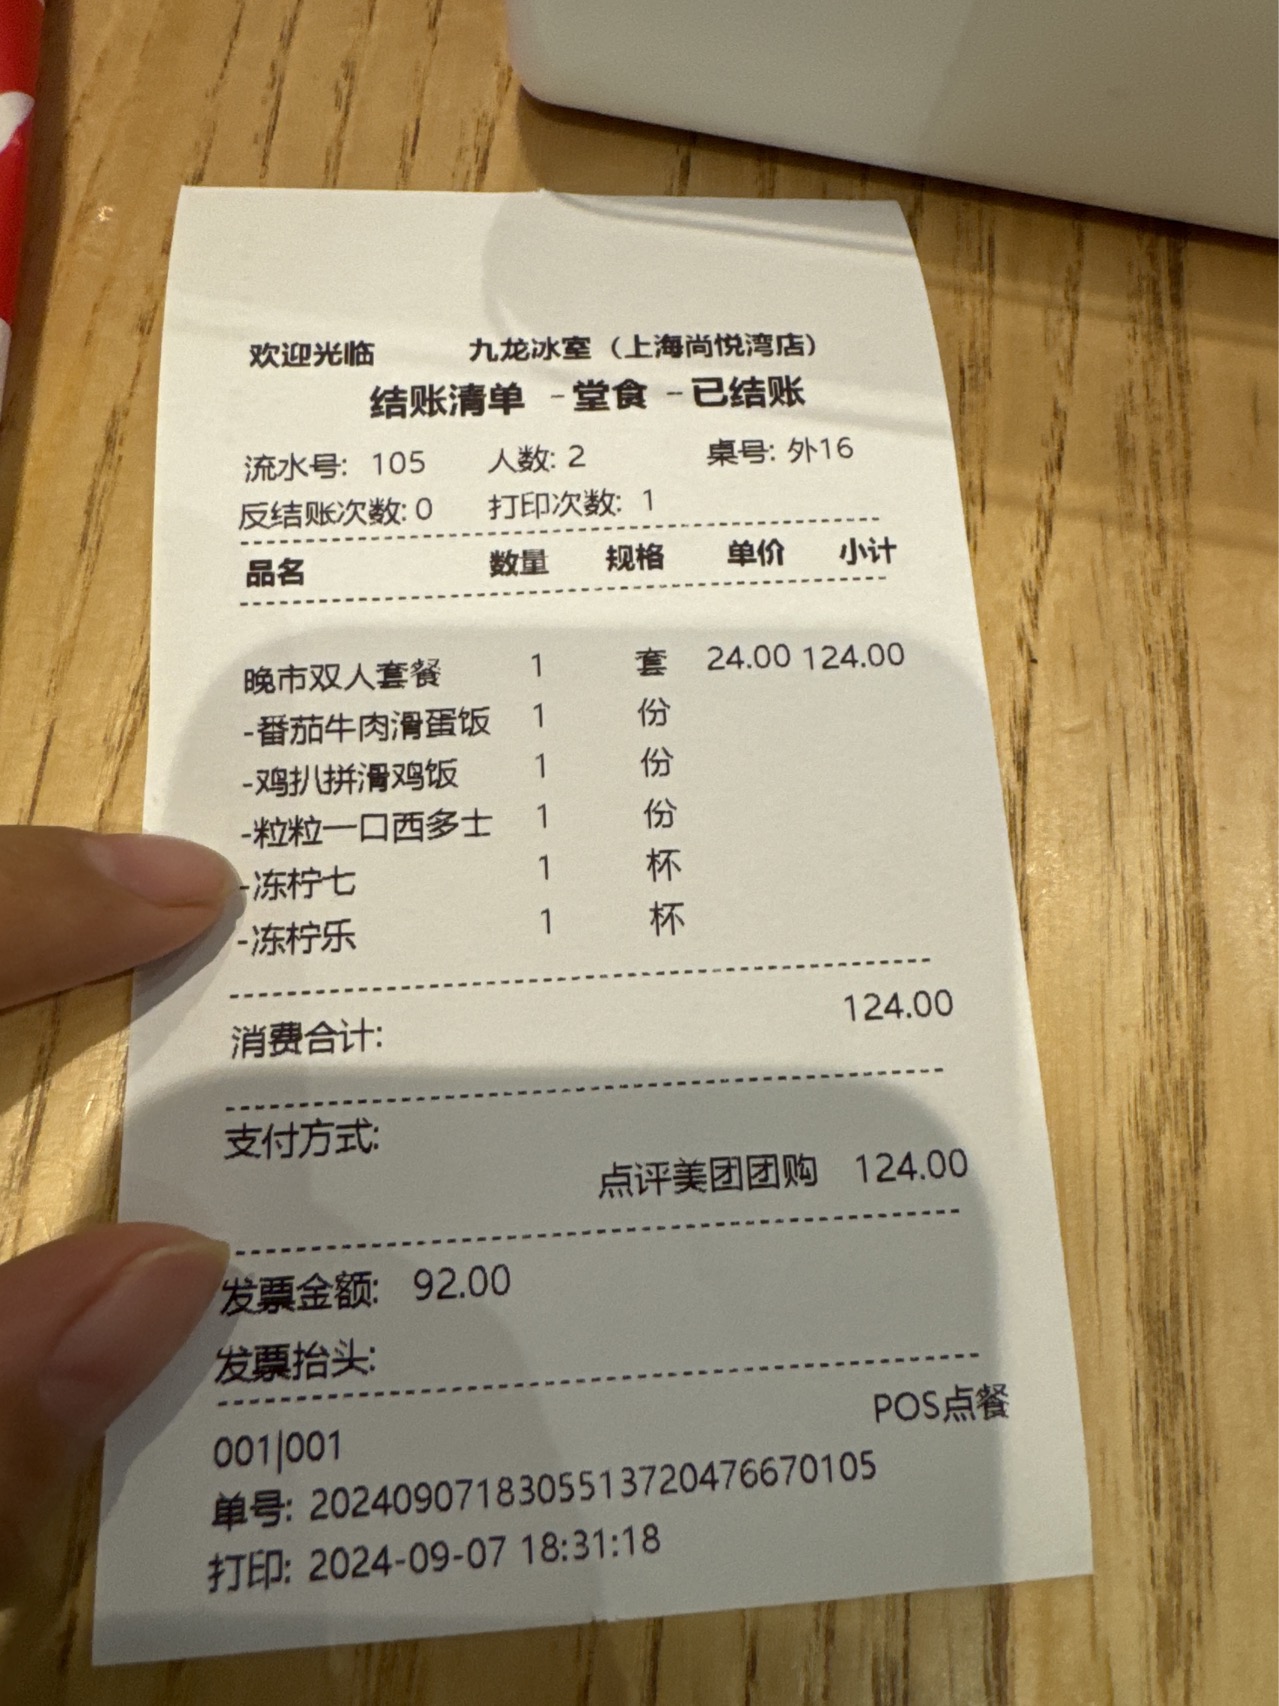 欢迎光临 九龙冰室（上海尚悦湾店）
结账清单 -堂食 -已结账
流水号: 105 人数: 2 桌号: 外16
反结账次数: 0 打印次数: 1
品名 数量 规格 单价 小计
晚市双人套餐 1 套 24.00 124.00
-番茄牛肉滑蛋饭 1 份
-鸡扒拼滑鸡饭 1 份
-粒粒一口西多士 1 份
-冻柠七 1 杯
-冻柠乐 1 杯
消费合计: 124.00
支付方式:
点评美团团购 124.00
发票金额: 92.00
发票抬头:
POS点餐
001|001
单号: 2024090718305513720476670105
打印: 2024-09-07 18:31:18